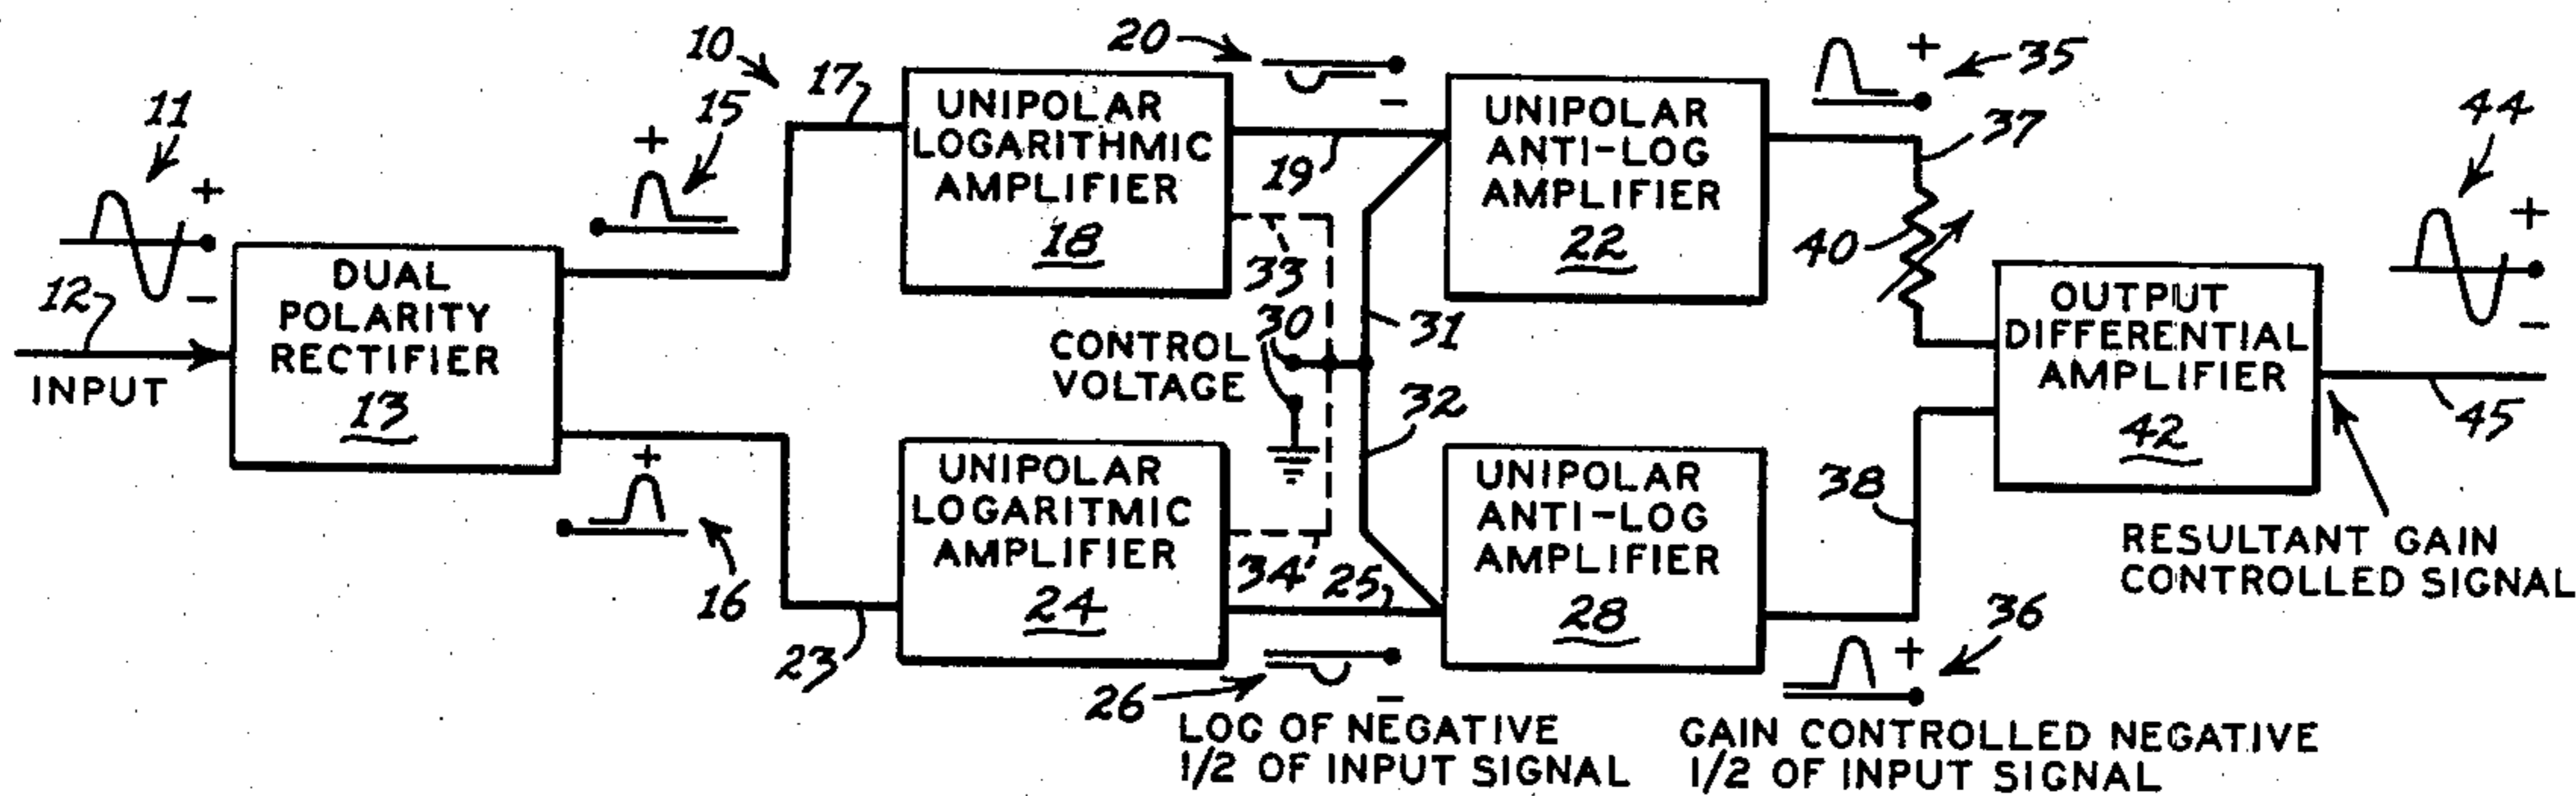 10
20
+
35
11
+
15
17
UNIPOLAR
LOGARITHMIC
AMPLIFIER
18
−
19
UNIPOLAR
ANTI-LOG
AMPLIFIER
22
37
44
+
−
12
INPUT
DUAL
POLARITY
RECTIFIER
13
33
30
CONTROL
VOLTAGE
31
32
40
OUTPUT
DIFFERENTIAL
AMPLIFIER
42
+
−
45
+
16
23
UNIPOLAR
LOGARITMIC
AMPLIFIER
24
34'
25
UNIPOLAR
ANTI-LOG
AMPLIFIER
28
38
RESULTANT GAIN
CONTROLLED SIGNAL
26
−
LOG OF NEGATIVE
1/2 OF INPUT SIGNAL
+
36
GAIN CONTROLLED NEGATIVE
1/2 OF INPUT SIGNAL